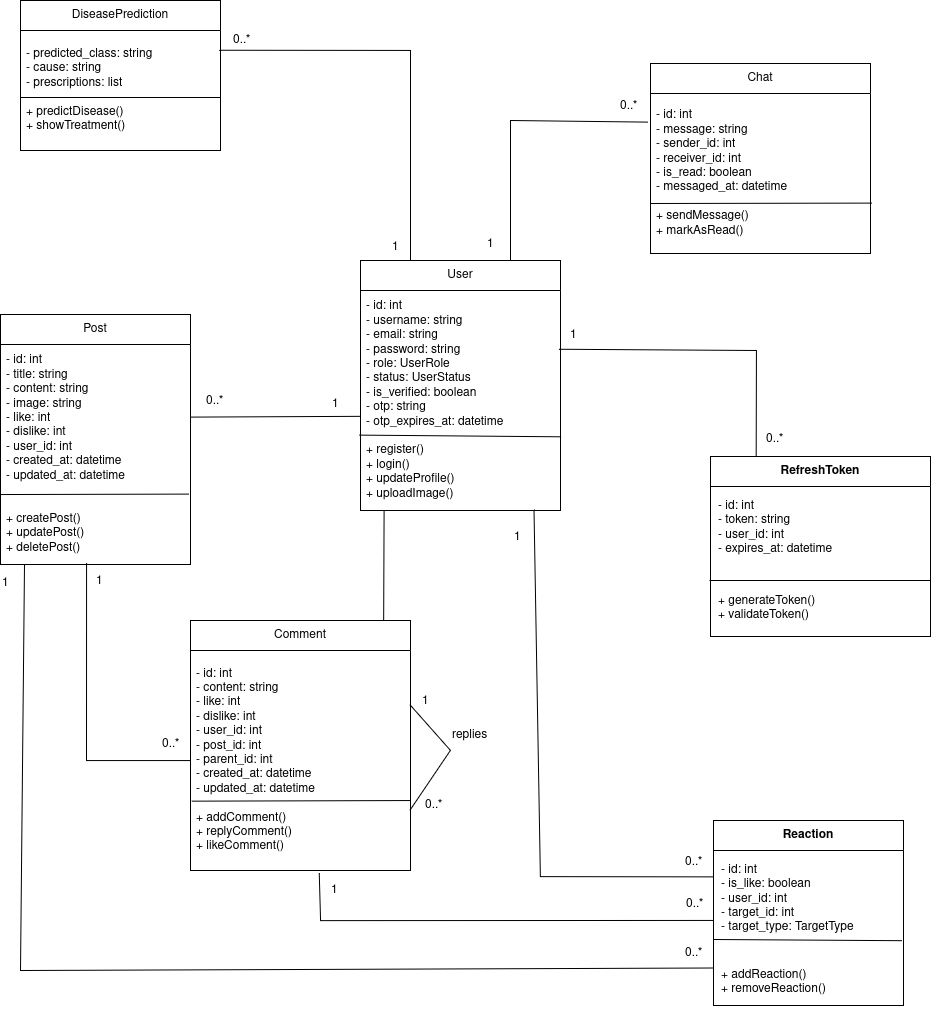 DiseasePrediction
- predicted_class: string
- cause: string
- prescriptions: list
+ predictDisease()
+ showTreatment()
0..*
1
Chat
- id: int
- message: string
- sender_id: int
- receiver_id: int
- is_read: boolean
- messaged_at: datetime
+ sendMessage()
+ markAsRead()
0..*
1
User
- id: int
- username: string
- email: string
- password: string
- role: UserRole
- status: UserStatus
- is_verified: boolean
- otp: string
- otp_expires_at: datetime
+ register()
+ login()
+ updateProfile()
+ uploadImage()
1
0..*
Post
- id: int
- title: string
- content: string
- image: string
- like: int
- dislike: int
- user_id: int
- created_at: datetime
- updated_at: datetime
+ createPost()
+ updatePost()
+ deletePost()
0..*
1
1
1
1
RefreshToken
- id: int
- token: string
- user_id: int
- expires_at: datetime
+ generateToken()
+ validateToken()
Comment
- id: int
- content: string
- like: int
- dislike: int
- user_id: int
- post_id: int
- parent_id: int
- created_at: datetime
- updated_at: datetime
+ addComment()
+ replyComment()
+ likeComment()
0..*
1
replies
0..*
1
Reaction
- id: int
- is_like: boolean
- user_id: int
- target_id: int
- target_type: TargetType
+ addReaction()
+ removeReaction()
0..*
0..*
0..*